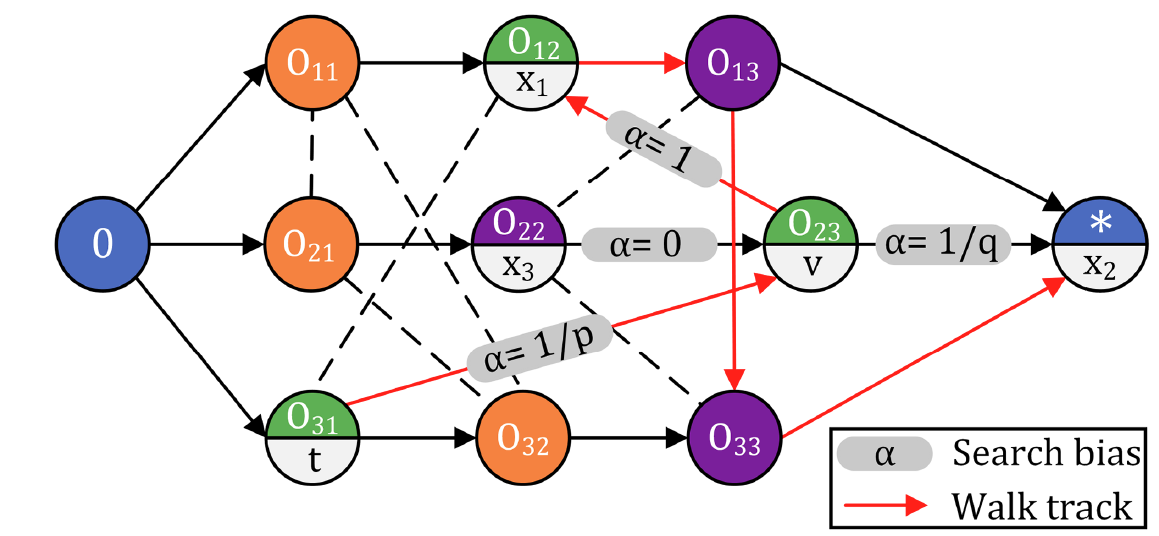 O₁₁
O₁₂
x₁
O₁₃
α= 1
0
O₂₁
O₂₂
x₃
α= 0
O₂₃
v
α= 1/q
*
x₂
α= 1/p
O₃₁
t
O₃₂
O₃₃
α Search bias
Walk track